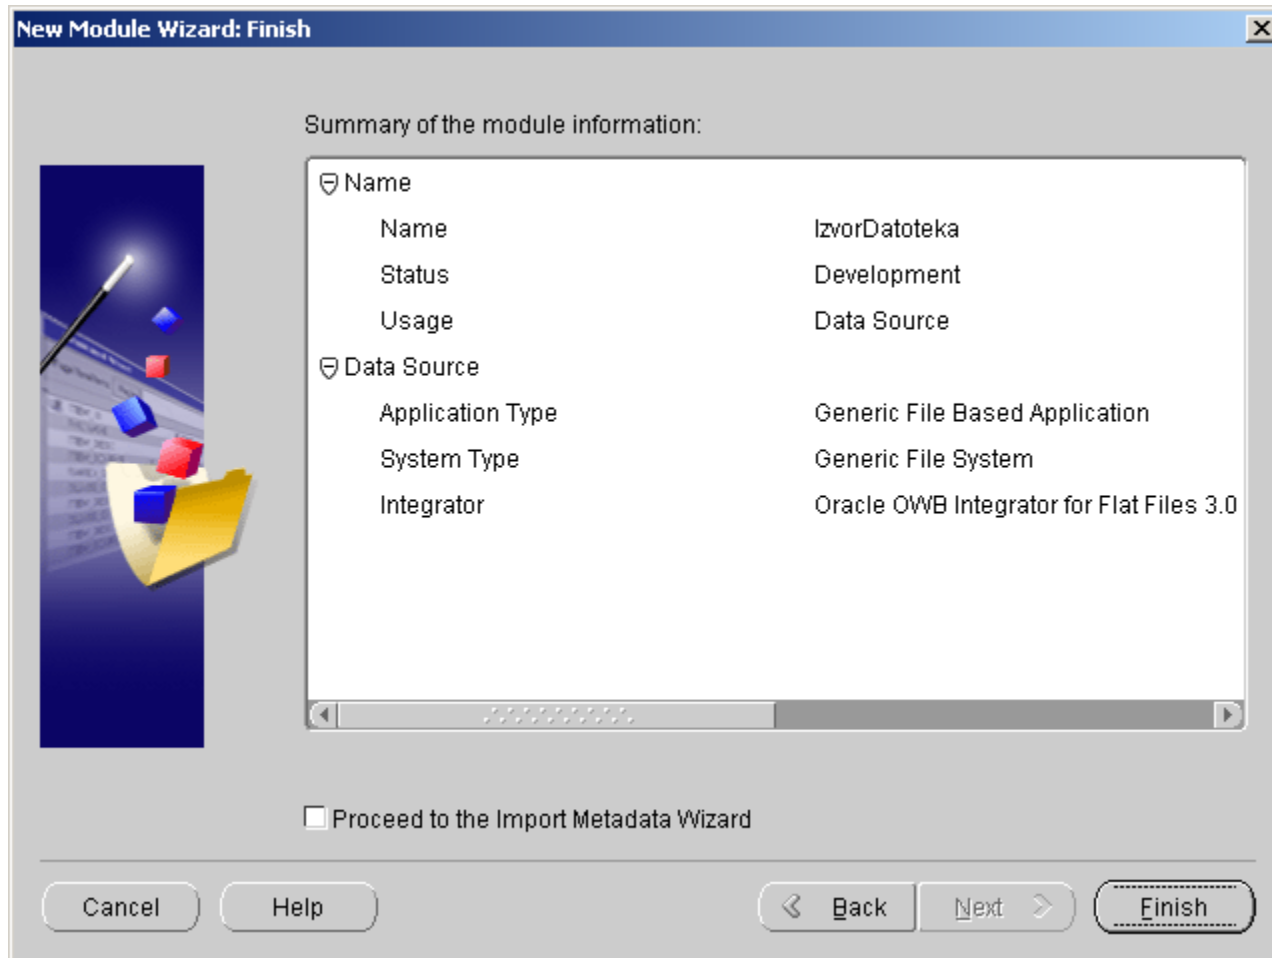 New Module Wizard: Finish
Summary of the module information:
Name
Name IzvorDatoteka
Status Development
Usage Data Source
Data Source
Application Type Generic File Based Application
System Type Generic File System
Integrator Oracle OWB Integrator for Flat Files 3.0
Proceed to the Import Metadata Wizard
Cancel Help Back Next Finish